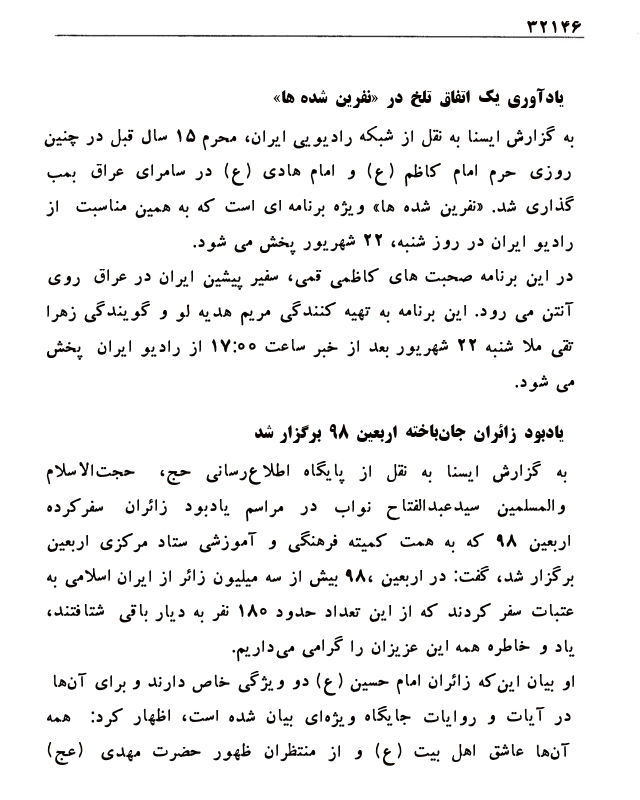 ۳۲۱۴۶
یادآوری یک اتفاق تلخ در «نفرین شده ها»
به گزارش ایسنا به نقل از شبکه رادیویی ایران، محرم ۱۵ سال قبل در چنین
روزی حرم امام کاظم (ع) و امام هادی (ع) در سامرای عراق بمب
گذاری شد. «نفرین شده ها» ویژه برنامه ای است که به همین مناسبت از
رادیو ایران در روز شنبه، ۲۲ شهریور پخش می شود.
در این برنامه صحبت های کاظمی قمی، سفیر پیشین ایران در عراق روی
آنتن می رود. این برنامه به تهیه کنندگی مریم هدیه لو و گویندگی زهرا
تقی ملا شنبه ۲۲ شهریور بعد از خبر ساعت ۱۷:۰۰ از رادیو ایران پخش
می شود.
یادبود زائران جان‌باخته اربعین ۹۸ برگزار شد
به گزارش ایسنا به نقل از پایگاه اطلاع‌رسانی حج، حجت‌الاسلام
والمسلمین سیدعبدالفتاح نواب در مراسم یادبود زائران سفرکرده
اربعین ۹۸ که به همت کمیته فرهنگی و آموزشی ستاد مرکزی اربعین
برگزار شد، گفت: در اربعین ،۹۸ بیش از سه میلیون زائر از ایران اسلامی به
عتبات سفر کردند که از این تعداد حدود ۱۸۰ نفر به دیار باقی شتافتند،
یاد و خاطره همه این عزیزان را گرامی می‌داریم.
او بیان این‌که زائران امام حسین (ع) دو ویژگی خاص دارند و برای آن‌ها
در آیات و روایات جایگاه ویژه‌ای بیان شده است، اظهار کرد: همه
آن‌ها عاشق اهل بیت (ع) و از منتظران ظهور حضرت مهدی (عج)